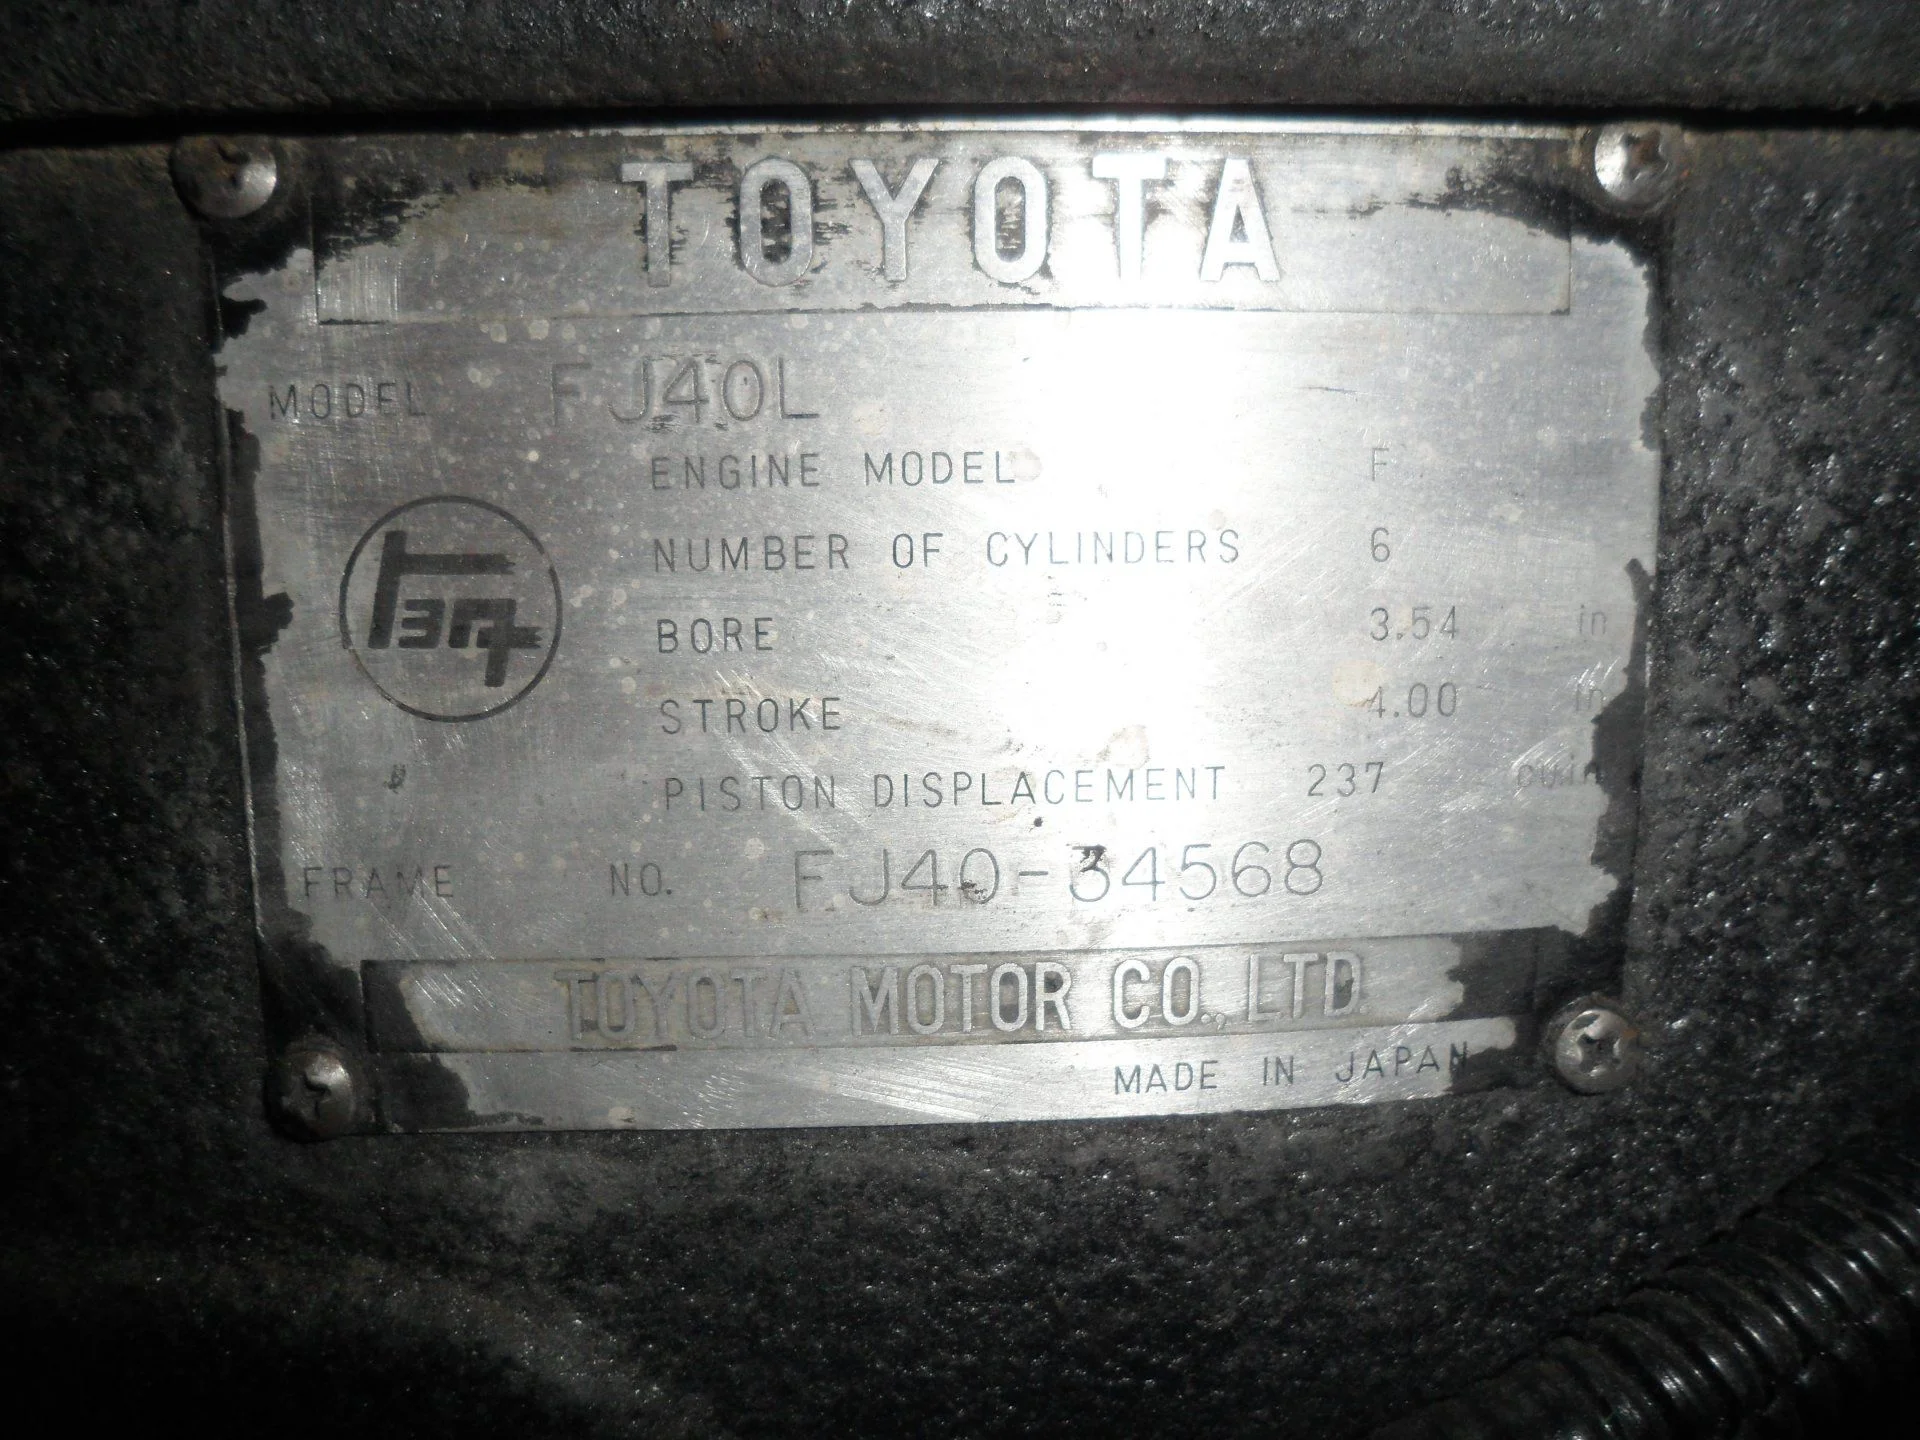 TOYOTA
MODEL FJ40L
ENGINE MODEL F
NUMBER OF CYLINDERS 6
BORE 3.54 in
STROKE 4.00 in
PISTON DISPLACEMENT 237 cuin
FRAME NO. FJ40-34568
TOYOTA MOTOR CO., LTD.
MADE IN JAPAN